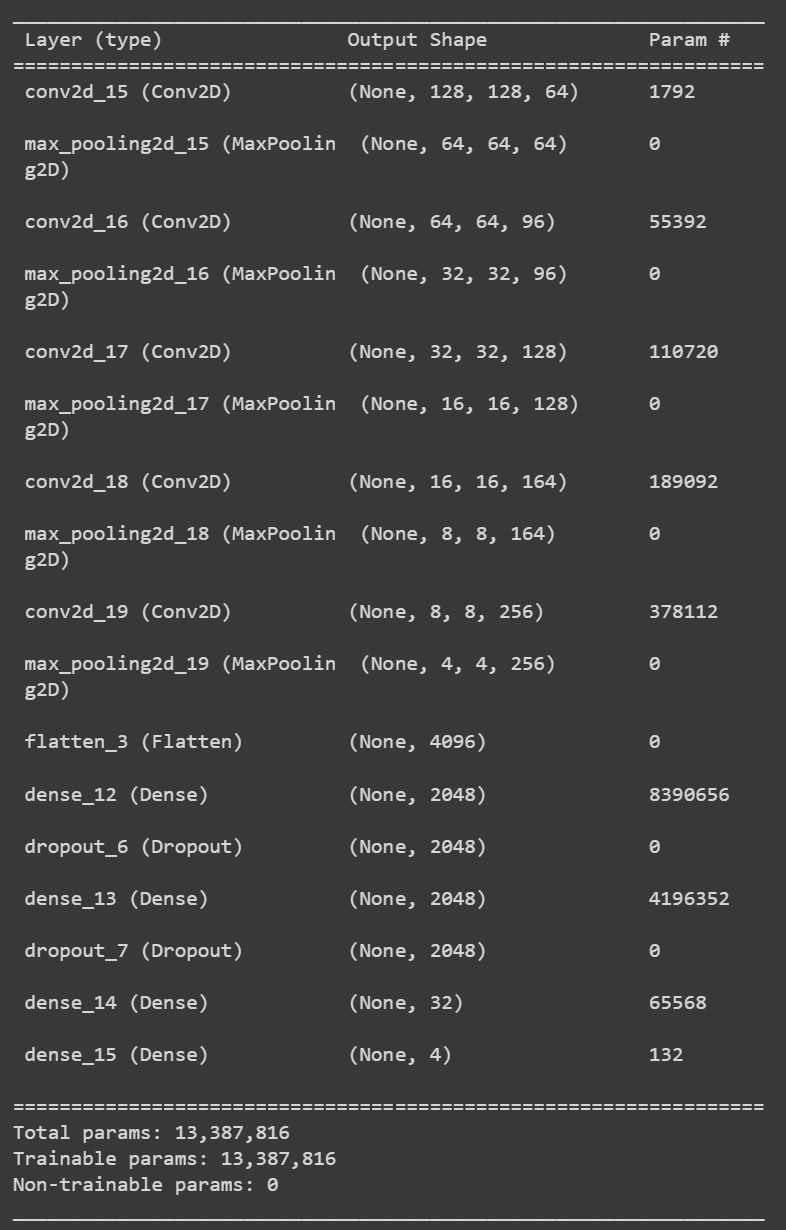 Layer (type) Output Shape Param #
conv2d_15 (Conv2D) (None, 128, 128, 64) 1792
max_pooling2d_15 (MaxPoolin (None, 64, 64, 64) 0
g2D)
conv2d_16 (Conv2D) (None, 64, 64, 96) 55392
max_pooling2d_16 (MaxPoolin (None, 32, 32, 96) 0
g2D)
conv2d_17 (Conv2D) (None, 32, 32, 128) 110720
max_pooling2d_17 (MaxPoolin (None, 16, 16, 128) 0
g2D)
conv2d_18 (Conv2D) (None, 16, 16, 164) 189092
max_pooling2d_18 (MaxPoolin (None, 8, 8, 164) 0
g2D)
conv2d_19 (Conv2D) (None, 8, 8, 256) 378112
max_pooling2d_19 (MaxPoolin (None, 4, 4, 256) 0
g2D)
flatten_3 (Flatten) (None, 4096) 0
dense_12 (Dense) (None, 2048) 8390656
dropout_6 (Dropout) (None, 2048) 0
dense_13 (Dense) (None, 2048) 4196352
dropout_7 (Dropout) (None, 2048) 0
dense_14 (Dense) (None, 32) 65568
dense_15 (Dense) (None, 4) 132
Total params: 13,387,816
Trainable params: 13,387,816
Non-trainable params: 0